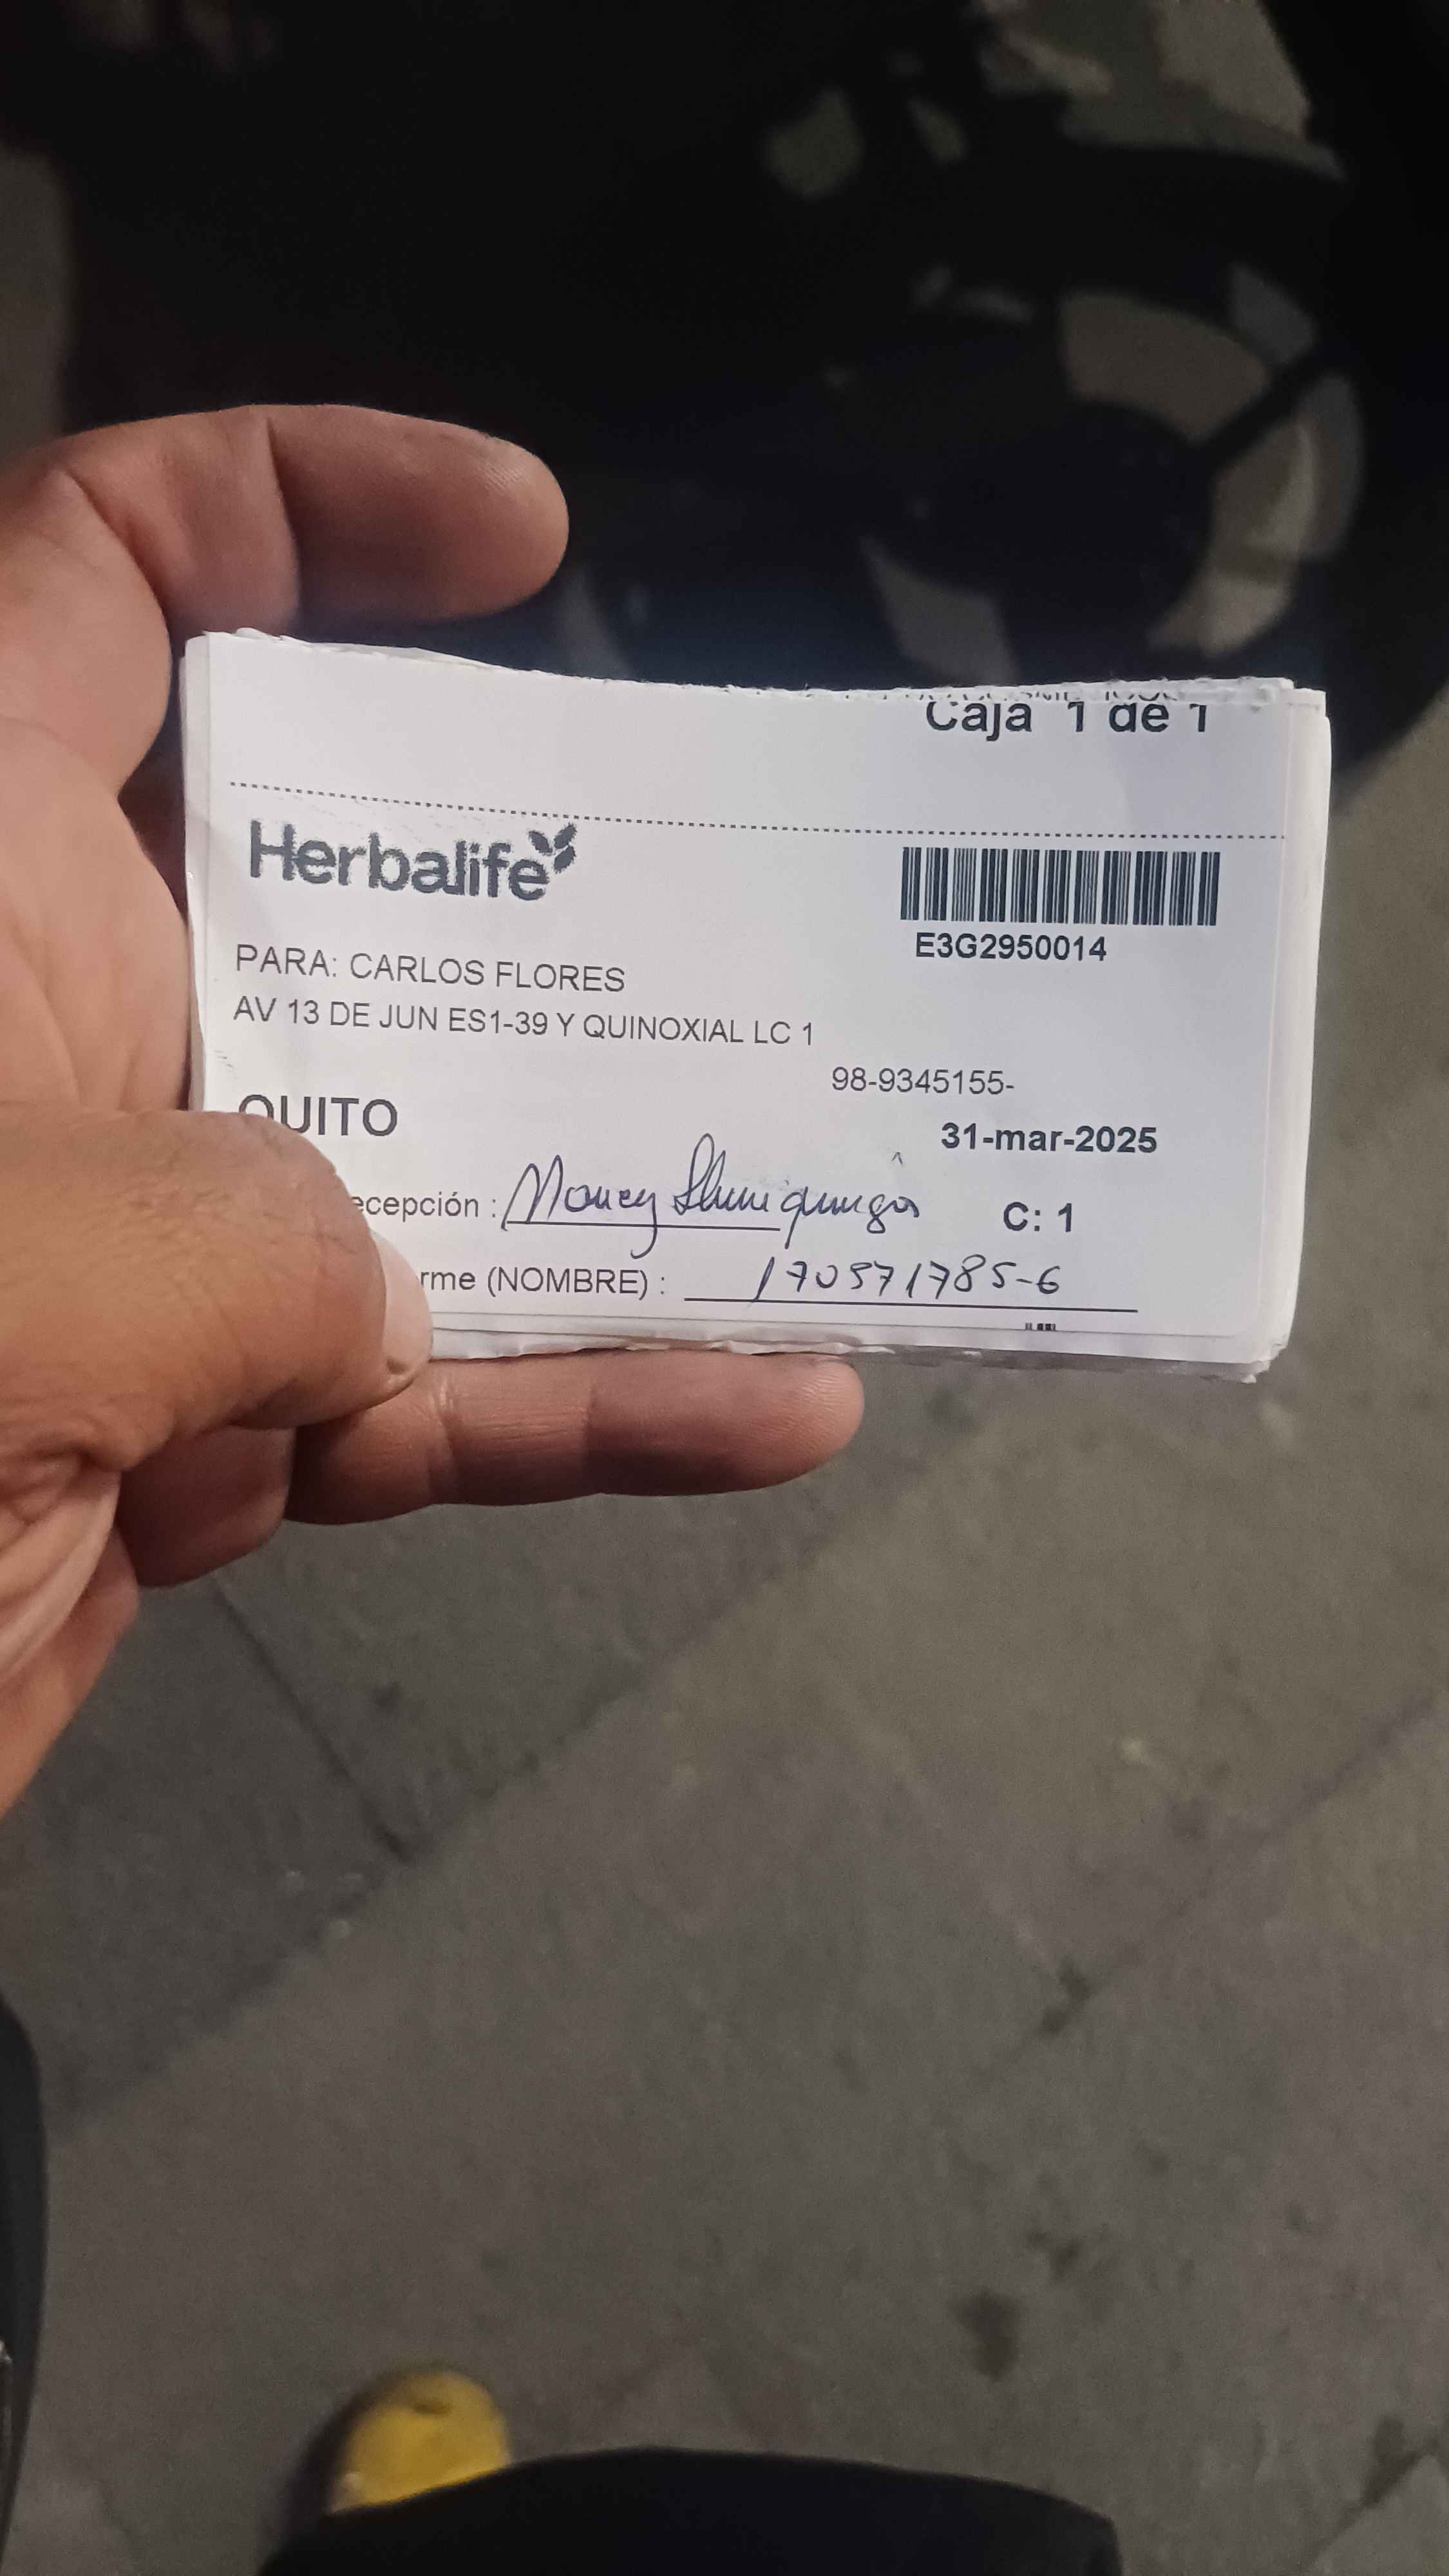 Caja 1 de 1
Herbalife
E3G2950014
PARA: CARLOS FLORES
AV 13 DE JUN ES1-39 Y QUINOXIAL LC 1
98-9345155-
QUITO
31-mar-2025
ecepción : Nancy
C: 1
rme (NOMBRE) : 170571785-6